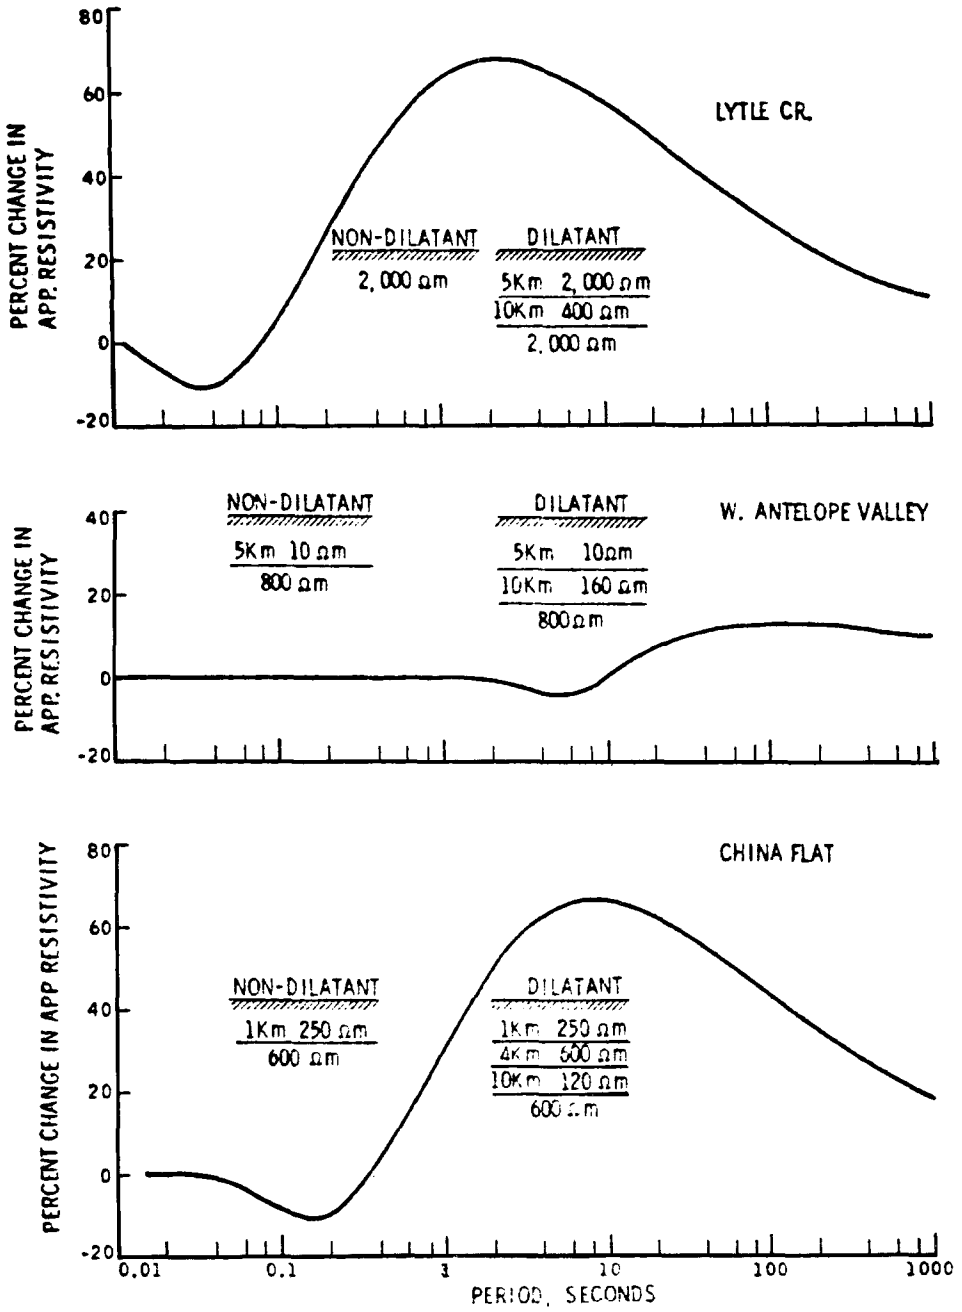 80
60
40
20
0
-20
PERCENT CHANGE IN
APP. RESISTIVITY
LYTLE CR.
NON-DILATANT
2,000 Ωm
DILATANT
5Km 2,000 Ωm
10Km 400 Ωm
2,000 Ωm
40
20
0
-20
PERCENT CHANGE IN
APP. RESISTIVITY
NON-DILATANT
5Km 10 Ωm
800 Ωm
DILATANT
5Km 10Ωm
10Km 160 Ωm
800Ωm
W. ANTELOPE VALLEY
80
60
40
20
0
-20
PERCENT CHANGE IN APP RESISTIVITY
CHINA FLAT
NON-DILATANT
1Km 250 Ωm
600 Ωm
DILATANT
1Km 250 Ωm
4Km 600 Ωm
10Km 120 Ωm
600 Ωm
0.01 0.1 1 10 100 1000
PERIOD, SECONDS